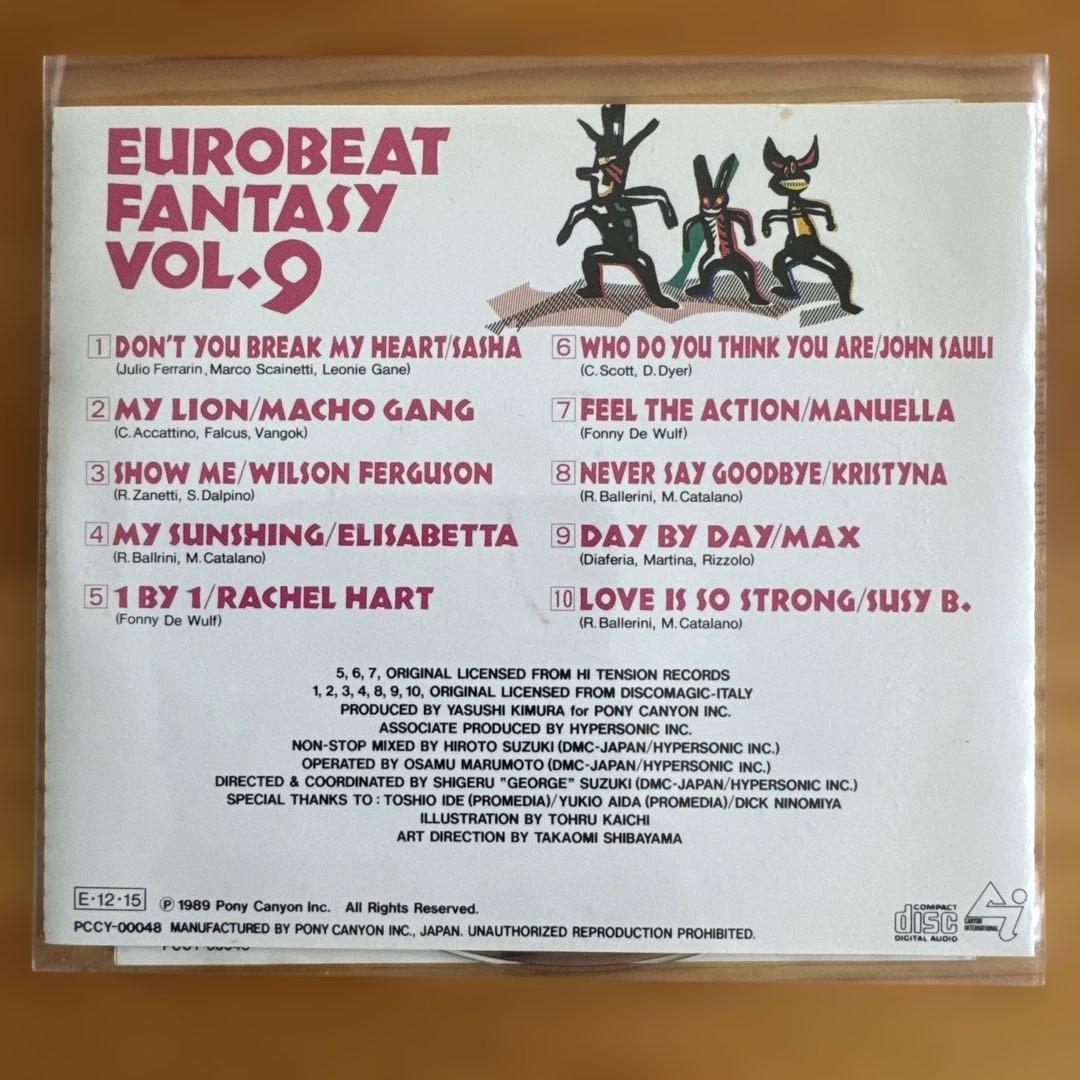 EUROBEAT
FANTASY
VOL.9
1 DON'T YOU BREAK MY HEART/SASHA
(Julio Ferrarin, Marco Scainetti, Leonie Gane)
2 MY LION/MACHO GANG
(C. Accattino, Falcus, Vangok)
3 SHOW ME/WILSON FERGUSON
(R. Zanetti, S. Dalpino)
4 MY SUNSHING/ELISABETTA
(R. Ballrini, M. Catalano)
5 1 BY 1/RACHEL HART
(Fonny De Wulf)
6 WHO DO YOU THINK YOU ARE/JOHN SAULI
(C. Scott, D. Dyer)
7 FEEL THE ACTION/MANUELLA
(Fonny De Wulf)
8 NEVER SAY GOODBYE/KRISTYNA
(R. Ballerini, M. Catalano)
9 DAY BY DAY/MAX
(Diaferia, Martina, Rizzolo)
10 LOVE IS SO STRONG/SUSY B.
(R. Ballerini, M. Catalano)
5, 6, 7, ORIGINAL LICENSED FROM HI TENSION RECORDS
1, 2, 3, 4, 8, 9, 10, ORIGINAL LICENSED FROM DISCOMAGIC-ITALY
PRODUCED BY YASUSHI KIMURA for PONY CANYON INC.
ASSOCIATE PRODUCED BY HYPERSONIC INC.
NON-STOP MIXED BY HIROTO SUZUKI (DMC-JAPAN/HYPERSONIC INC.)
OPERATED BY OSAMU MARUMOTO (DMC-JAPAN/HYPERSONIC INC.)
DIRECTED & COORDINATED BY SHIGERU "GEORGE" SUZUKI (DMC-JAPAN/HYPERSONIC INC.)
SPECIAL THANKS TO : TOSHIO IDE (PROMEDIA)/YUKIO AIDA (PROMEDIA)/DICK NINOMIYA
ILLUSTRATION BY TOHRU KAICHI
ART DIRECTION BY TAKAOMI SHIBAYAMA
E·12·15 ℗ 1989 Pony Canyon Inc. All Rights Reserved.
PCCY-00048 MANUFACTURED BY PONY CANYON INC., JAPAN. UNAUTHORIZED REPRODUCTION PROHIBITED.
COMPACT
disc
DIGITAL AUDIO
CANYON
INTERNATIONAL
PCCY-00048